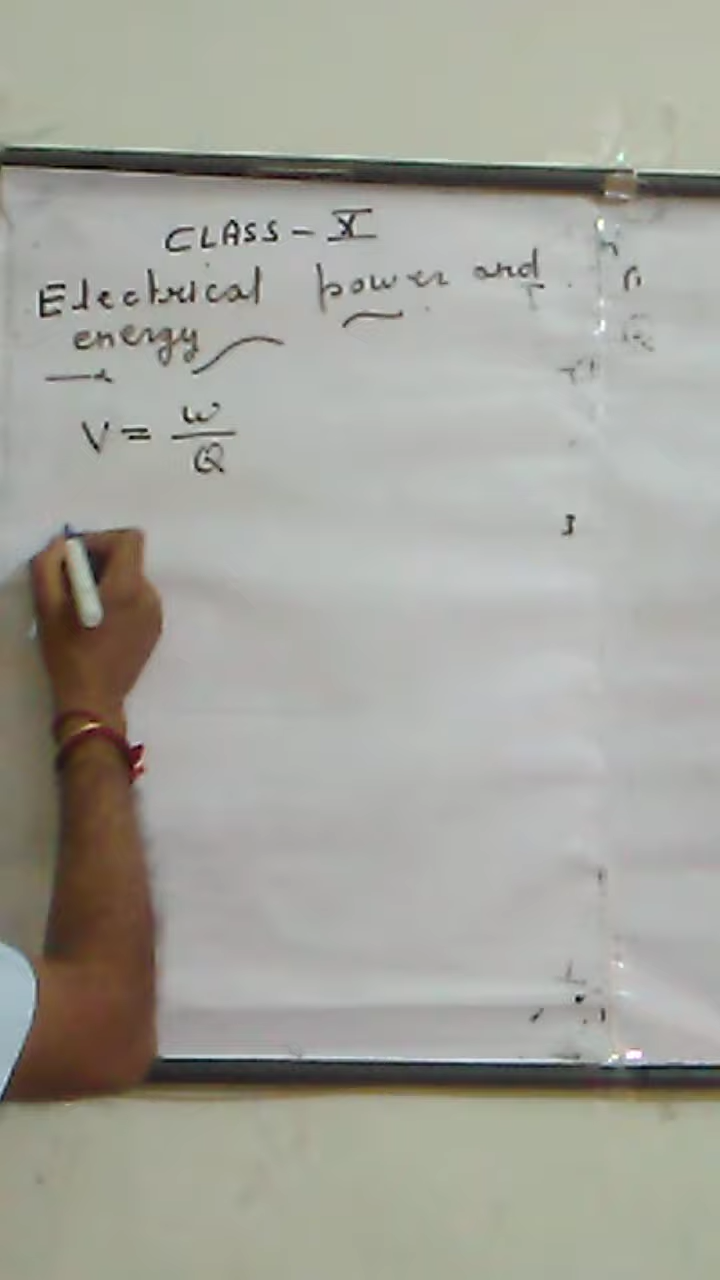 CLASS - X
Electrical power and
energy
V = W/Q